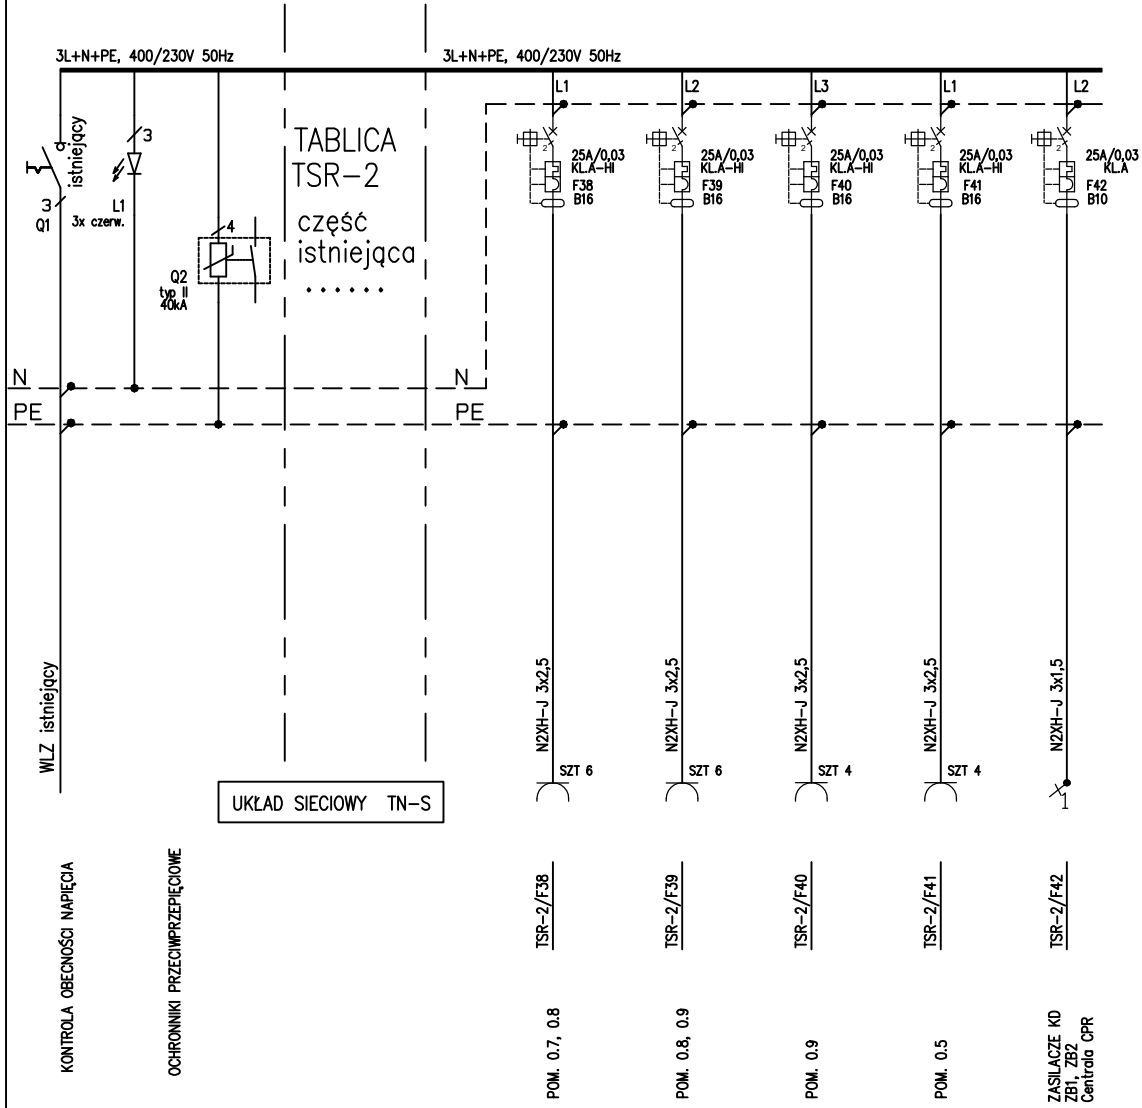 3L+N+PE, 400/230V 50Hz
3L+N+PE, 400/230V 50Hz
istniejący
3
Q1
3
L1
3x czerw.
4
Q2
typ II
40kA
TABLICA
TSR-2
część
istniejąca
. . . . . .
N
PE
N
PE
L1
2
25A/0,03
KL.A-HI
F38
B16
L2
2
25A/0,03
KL.A-HI
F39
B16
L3
2
25A/0,03
KL.A-HI
F40
B16
L1
2
25A/0,03
KL.A-HI
F41
B16
L2
2
25A/0,03
KL.A
F42
B10
WLZ istniejący
N2XH-J 3x2,5
N2XH-J 3x2,5
N2XH-J 3x2,5
N2XH-J 3x2,5
N2XH-J 3x1,5
SZT 6
SZT 6
SZT 4
SZT 4
1
UKŁAD SIECIOWY TN-S
KONTROLA OBECNOŚCI NAPIĘCIA
OCHRONNIKI PRZECIWPRZEPIĘCIOWE
TSR-2/F38
TSR-2/F39
TSR-2/F40
TSR-2/F41
TSR-2/F42
POM. 0.7, 0.8
POM. 0.8, 0.9
POM. 0.9
POM. 0.5
ZASILACZE KD
ZB1, ZB2
Centrala CPR